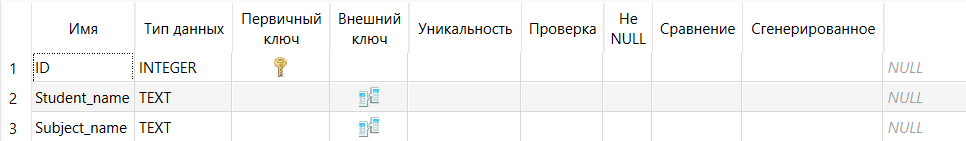 Имя Тип данных Первичный ключ Внешний ключ Уникальность Проверка Не NULL Сравнение Сгенерированное
1 ID INTEGER NULL
2 Student_name TEXT NULL
3 Subject_name TEXT NULL